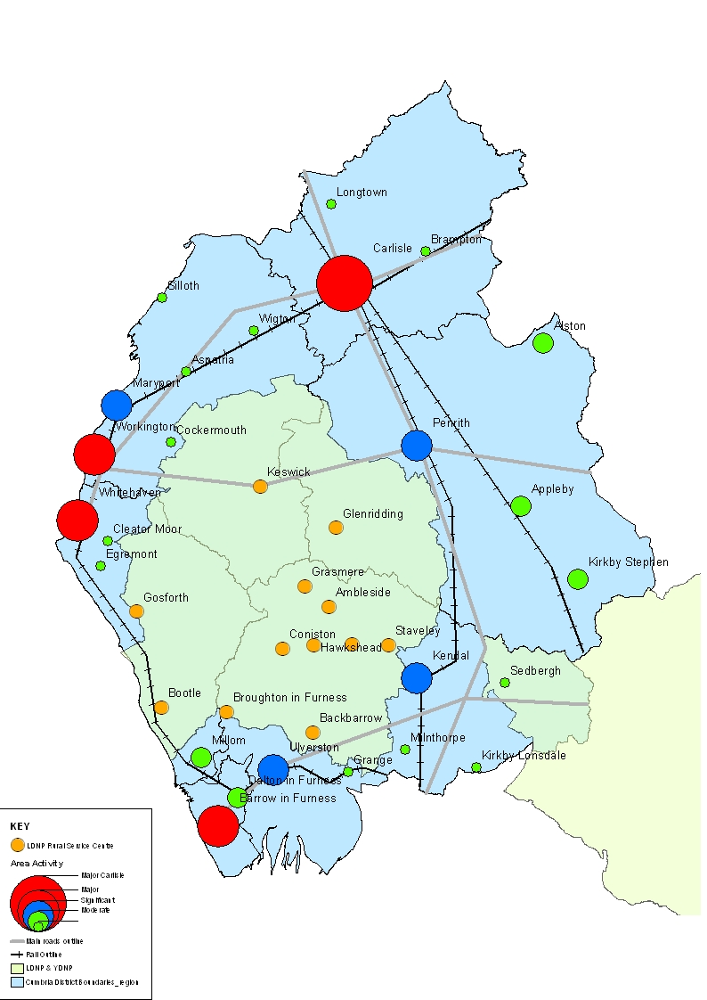 Longtown
Brampton
Carlisle
Silloth
Wigton
Alston
Aspatria
Maryport
Penrith
Workington
Cockermouth
Keswick
Whitehaven
Appleby
Glenridding
Cleator Moor
Egremont
Kirkby Stephen
Grasmere
Ambleside
Gosforth
Coniston
Staveley
Hawkshead
Kendal
Sedbergh
Bootle
Broughton in Furness
Backbarrow
Millom
Milnthorpe
Ulverston
Kirkby Lonsdale
Grange
Dalton in Furness
Barrow in Furness
KEY
LDNP Rural Service Centre
Area Activity
Major Carlisle
Major
Significant
Moderate
Main roads outline
Rail Outline
LDNP & YDNP
Cumbria District Boundaries_region